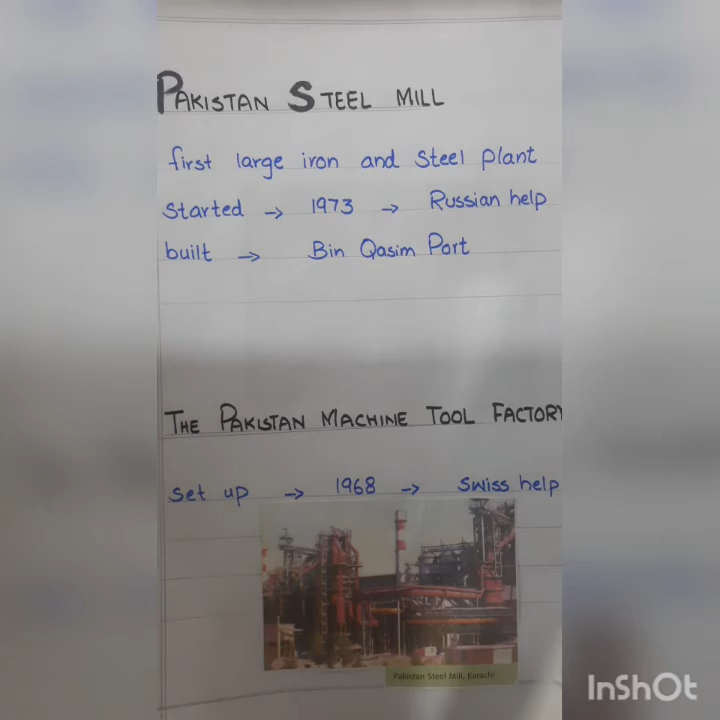 PAKISTAN STEEL MILL
first large iron and steel plant
Started → 1973 → Russian help
built → Bin Qasim Port
THE PAKISTAN MACHINE TOOL FACTORY
set up → 1968 → Swiss help
Pakistan Steel Mill, Karachi
InShOt